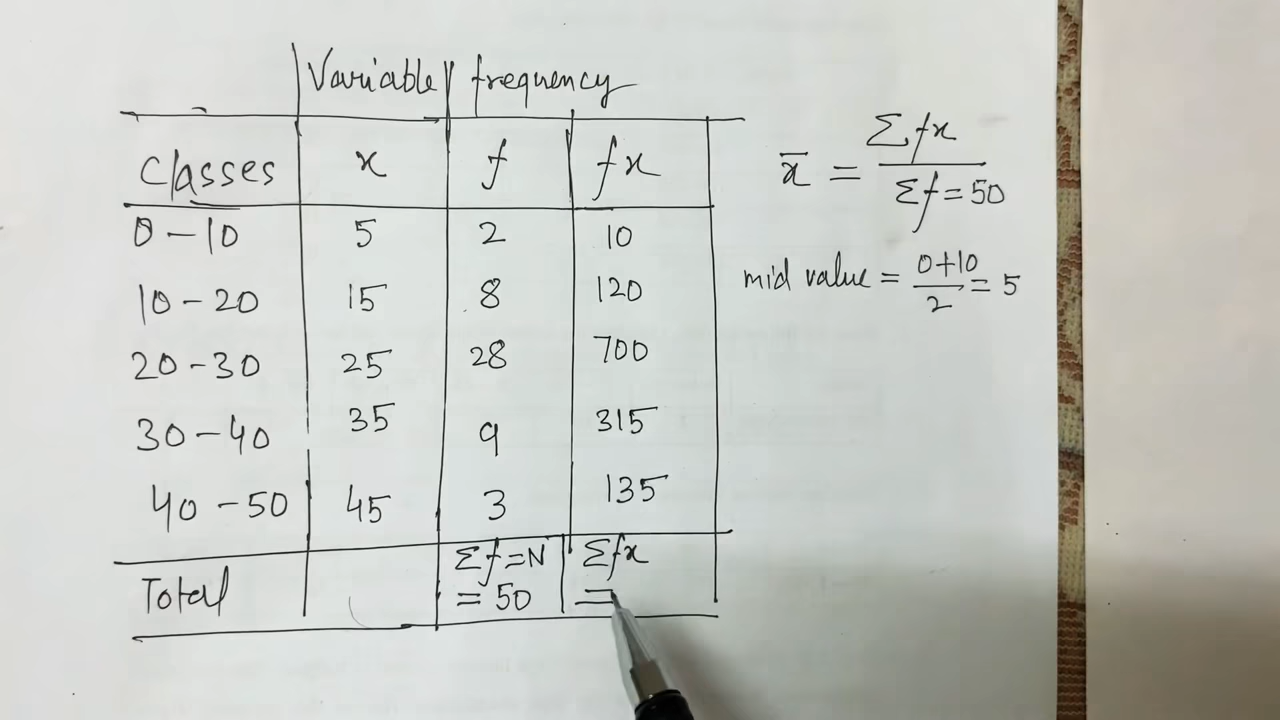 Variable frequency
Classes x f fx
0 - 10 5 2 10
10 - 20 15 8 120
20 - 30 25 28 700
30 - 40 35 9 315
40 - 50 45 3 135
Total Σf = N Σfx
= 50 =
x̄ = Σfx
Σf = 50
mid value = 0+10 = 5
2